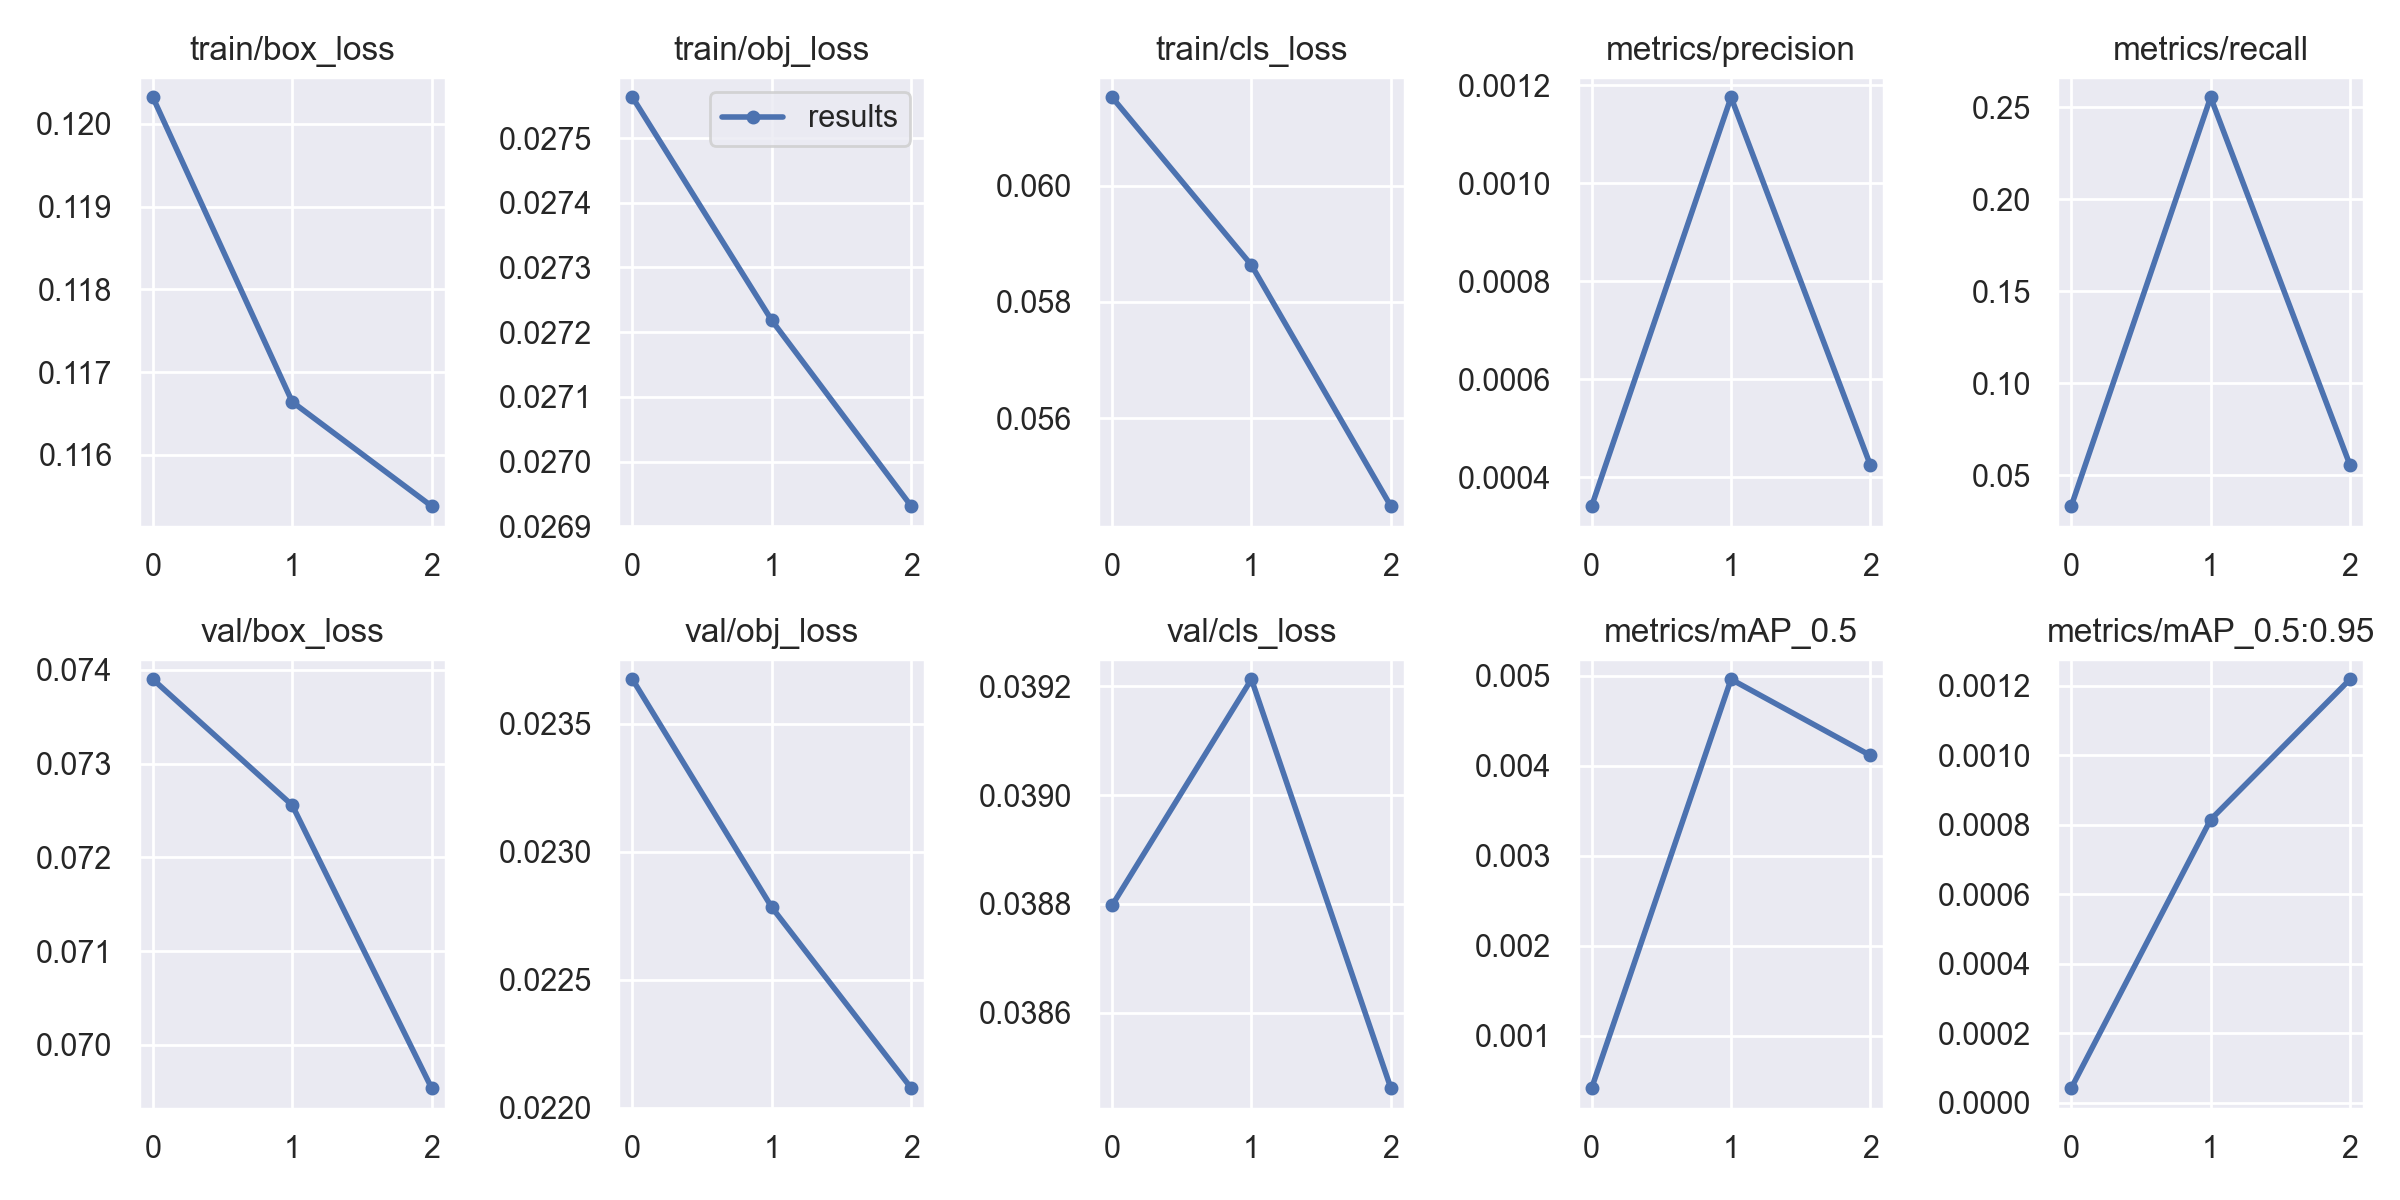 train/box_loss
0.120
0.119
0.118
0.117
0.116
0 1 2
train/obj_loss
results
0.0275
0.0274
0.0273
0.0272
0.0271
0.0270
0.0269
0 1 2
train/cls_loss
0.060
0.058
0.056
0 1 2
metrics/precision
0.0012
0.0010
0.0008
0.0006
0.0004
0 1 2
metrics/recall
0.25
0.20
0.15
0.10
0.05
0 1 2
val/box_loss
0.074
0.073
0.072
0.071
0.070
0 1 2
val/obj_loss
0.0235
0.0230
0.0225
0.0220
0 1 2
val/cls_loss
0.0392
0.0390
0.0388
0.0386
0 1 2
metrics/mAP_0.5
0.005
0.004
0.003
0.002
0.001
0 1 2
metrics/mAP_0.5:0.95
0.0012
0.0010
0.0008
0.0006
0.0004
0.0002
0.0000
0 1 2